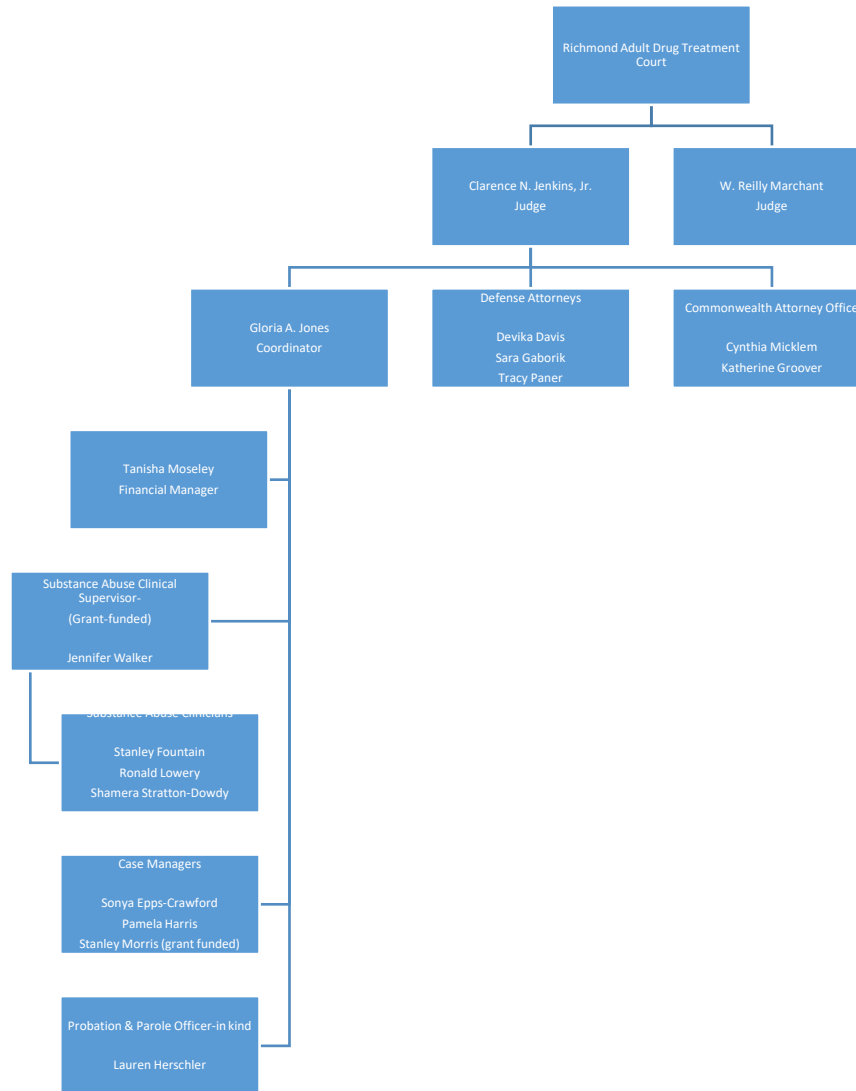 Richmond Adult Drug Treatment
Court
Clarence N. Jenkins, Jr.
Judge
W. Reilly Marchant
Judge
Gloria A. Jones
Coordinator
Defense Attorneys
Devika Davis
Sara Gaborik
Tracy Paner
Commonwealth Attorney Office
Cynthia Micklem
Katherine Groover
Tanisha Moseley
Financial Manager
Substance Abuse Clinical
Supervisor-
(Grant-funded)
Jennifer Walker
Substance Abuse Clinicians
Stanley Fountain
Ronald Lowery
Shamera Stratton-Dowdy
Case Managers
Sonya Epps-Crawford
Pamela Harris
Stanley Morris (grant funded)
Probation & Parole Officer-in kind
Lauren Herschler